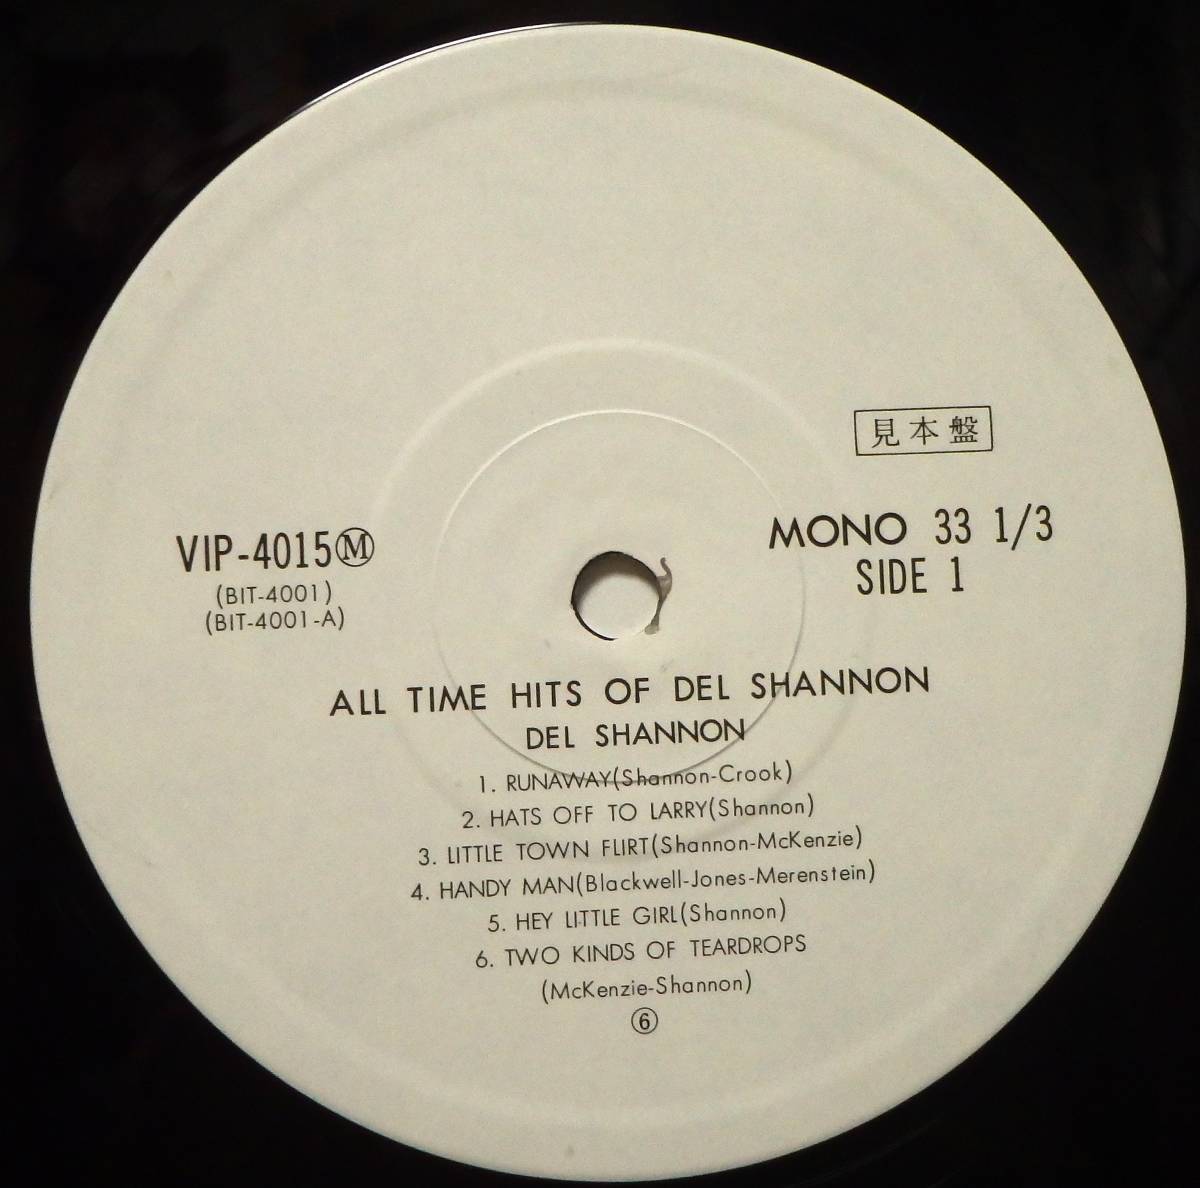 見本盤
VIP-4015Ⓜ
(BIT-4001)
(BIT-4001-A)
MONO 33 1/3
SIDE 1
ALL TIME HITS OF DEL SHANNON
DEL SHANNON
1. RUNAWAY(Shannon-Crook)
2. HATS OFF TO LARRY(Shannon)
3. LITTLE TOWN FLIRT(Shannon-McKenzie)
4. HANDY MAN(Blackwell-Jones-Merenstein)
5. HEY LITTLE GIRL(Shannon)
6. TWO KINDS OF TEARDROPS
(McKenzie-Shannon)
⑥